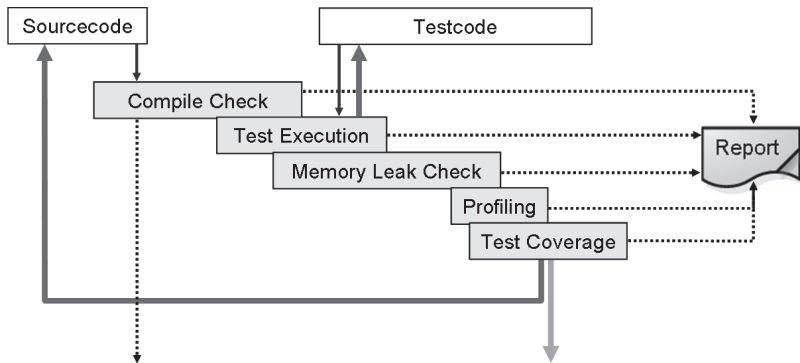 Sourcecode
Testcode
Compile Check
Test Execution
Memory Leak Check
Report
Profiling
Test Coverage